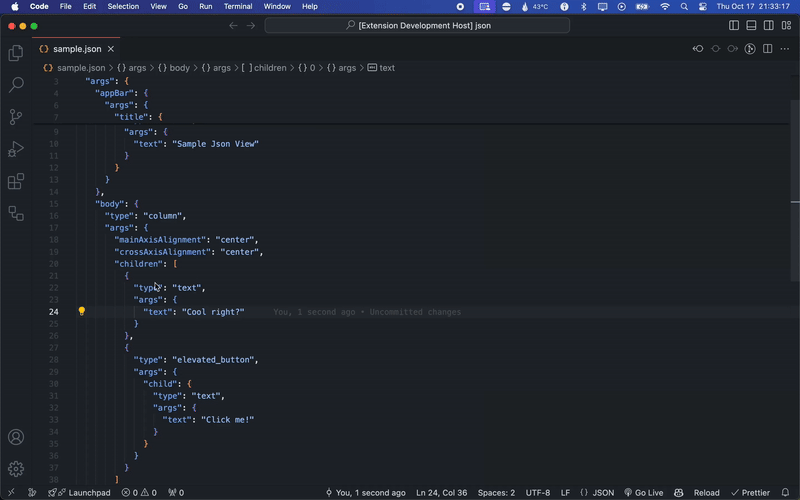 Code File Edit Selection View Go Run Terminal Window Help 43°C Thu Oct 17 21:33:17
[Extension Development Host] json
{} sample.json
{} sample.json > {} args > {} body > {} args > [ ] children > {} 0 > {} args > text
3 "args": {
4 "appBar": {
6 "args": {
7 "title": {
9 "args": {
10 "text": "Sample Json View"
11 }
12 }
13 }
14 },
15 "body": {
16 "type": "column",
17 "args": {
18 "mainAxisAlignment": "center",
19 "crossAxisAlignment": "center",
20 "children": [
21 {
22 "type": "text",
23 "args": {
24 "text": "Cool right?" You, 1 second ago • Uncommitted changes
25 }
26 },
27 {
28 "type": "elevated_button",
29 "args": {
30 "child": {
31 "type": "text",
32 "args": {
33 "text": "Click me!"
34 }
35 }
36 }
37 }
38 ]
Launchpad 0 0 0 You, 1 second ago Ln 24, Col 36 Spaces: 2 UTF-8 LF {} JSON Go Live Reload Prettier